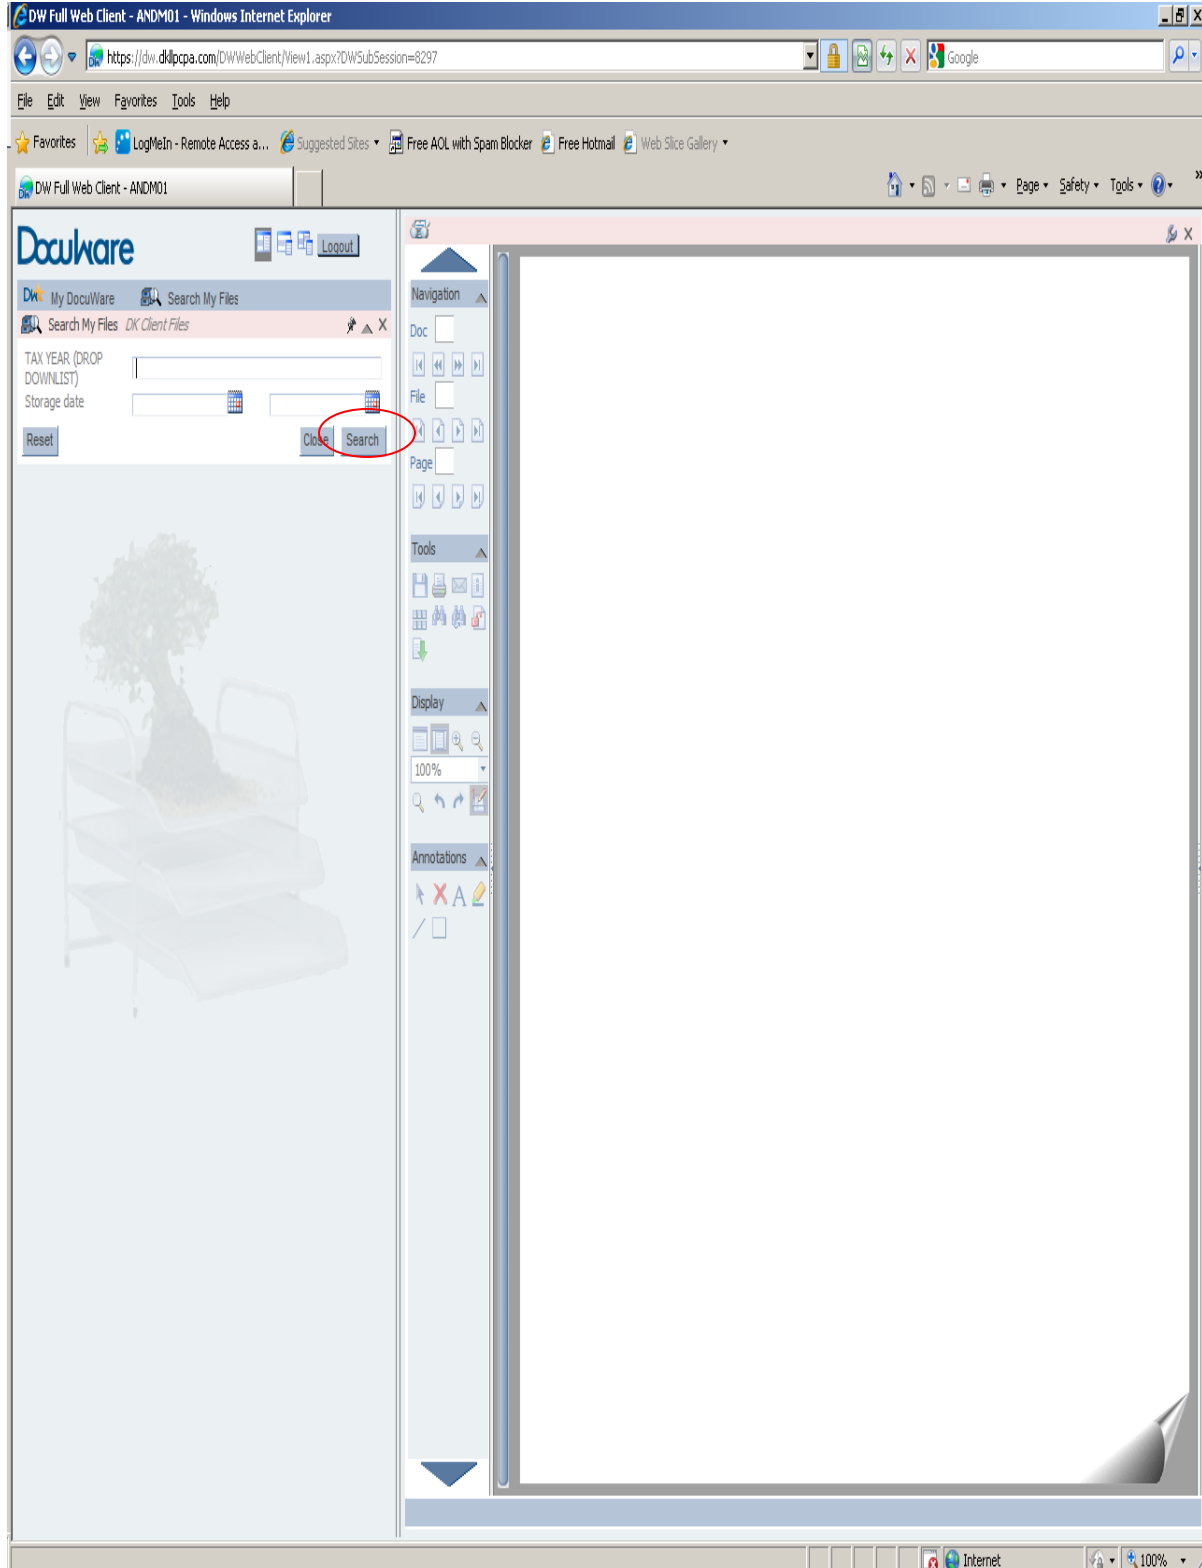 DW Full Web Client - ANDM01 - Windows Internet Explorer
https://dw.dkllpcpa.com/DWWebClient/View1.aspx?DWSubSession=8297
Google
File Edit View Favorites Tools Help
Favorites LogMeIn - Remote Access a... Suggested Sites Free AOL with Spam Blocker Free Hotmail Web Slice Gallery
DW Full Web Client - ANDM01
Page Safety Tools
DocuWare Logout
DW My DocuWare Search My Files
Search My Files DK Client Files
TAX YEAR (DROP
DOWNLIST)
Storage date
Reset Close Search
Navigation
Doc
File
Page
Tools
Display
100%
Annotations
A
Internet 100%